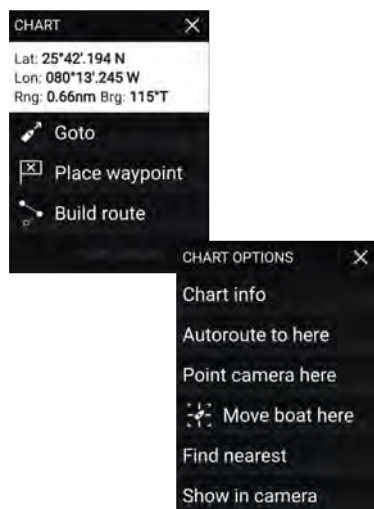 CHART
Lat: 25°42'.194 N
Lon: 080°13'.245 W
Rng: 0.66nm Brg: 115°T
Goto
Place waypoint
Build route
CHART OPTIONS
Chart info
Autoroute to here
Point camera here
Move boat here
Find nearest
Show in camera